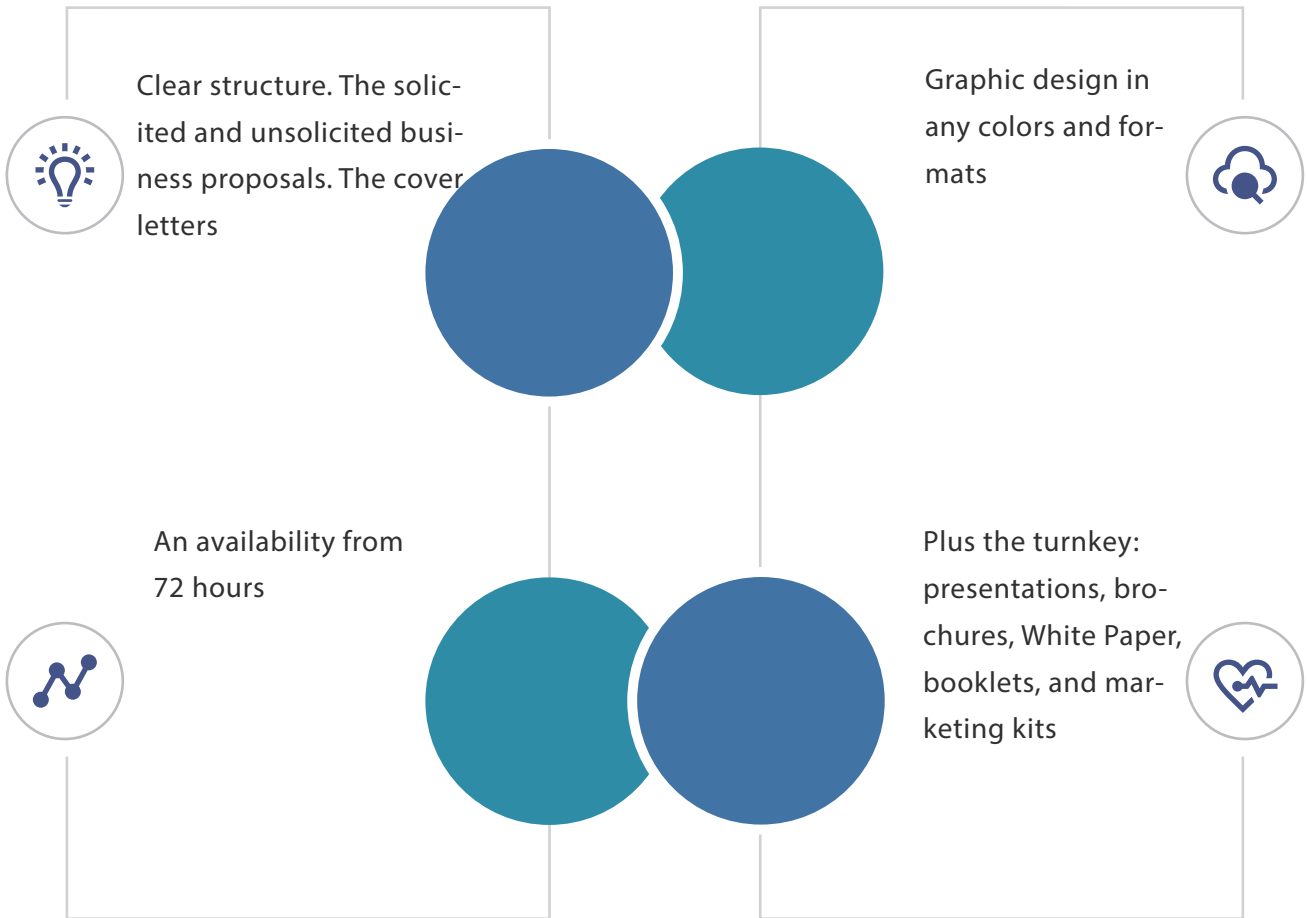 Clear structure. The solic-
ited and unsolicited busi-
ness proposals. The cover
letters
Graphic design in
any colors and for-
mats
An availability from
72 hours
Plus the turnkey:
presentations, bro-
chures, White Paper,
booklets, and mar-
keting kits